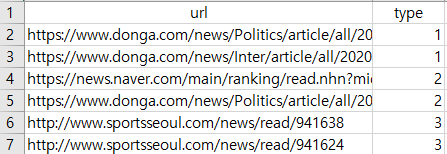 1 url type
2 https://www.donga.com/news/Politics/article/all/20 1
3 https://www.donga.com/news/Inter/article/all/2020 1
4 https://news.naver.com/main/ranking/read.nhn?mi 2
5 https://www.donga.com/news/Politics/article/all/20 2
6 http://www.sportsseoul.com/news/read/941638 3
7 http://www.sportsseoul.com/news/read/941624 3